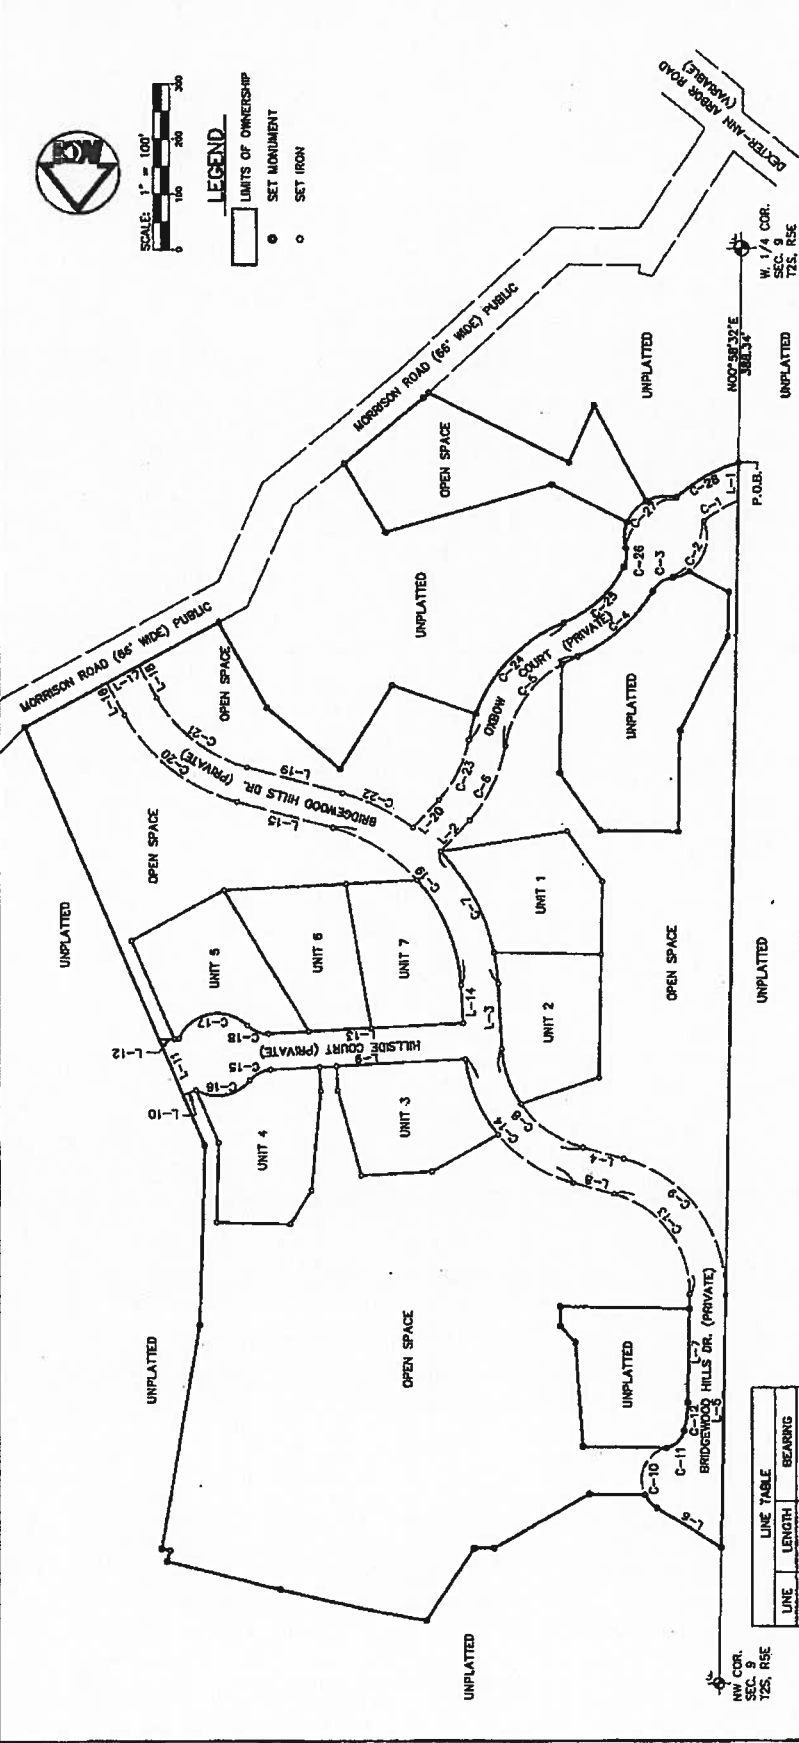 SCALE: 1" = 100'
0
100
200
300
LEGEND
LIMITS OF OWNERSHIP
SET MONUMENT
SET IRON
DEXTER-ANN ARBOR ROAD
(VARIABLE)
W. 1/4 COR.
SEC. 9
T2S, R5E
N00°58'32"E
388.34'
UNPLATTED
UNPLATTED
MORRISON ROAD (66' WIDE) PUBLIC
OPEN SPACE
P.O.B.
L-1
C-28
C-1
C-27
C-2
C-3
C-26
C-25
C-4
UNPLATTED
MORRISON ROAD (66' WIDE) PUBLIC
OPEN SPACE
C-24
OXBOW COURT (PRIVATE)
C-5
UNPLATTED
L-16
L-17
L-18
C-20
C-21
BRIDGEWOOD HILLS DR. (PRIVATE)
L-19
L-15
C-22
C-23
C-6
L-20
L-2
OPEN SPACE
UNPLATTED
C-19
C-7
UNIT 1
UNIT 2
UNIT 5
UNIT 6
UNIT 7
OPEN SPACE
UNPLATTED
L-14
L-3
L-12
L-11
C-17
C-18
L-13
HILLSIDE COURT (PRIVATE)
L-9
C-15
C-16
L-10
UNIT 4
UNIT 3
C-14
C-8
L-4
L-8
C-9
C-13
UNPLATTED
OPEN SPACE
UNPLATTED
BRIDGEWOOD HILLS DR. (PRIVATE)
L-7
C-12
L-5
C-11
C-10
L-6
UNPLATTED
NW COR.
SEC. 9
T2S, R5E
LINE TABLE
LINE LENGTH BEARING